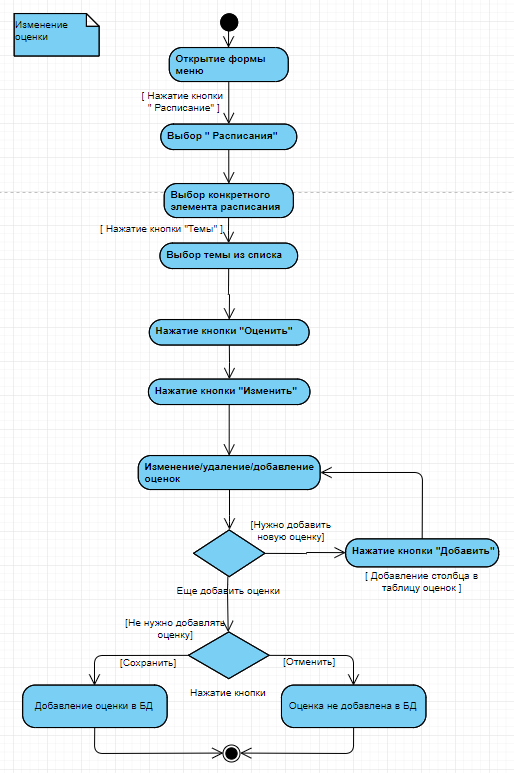 Изменение
оценки
Открытие формы
меню
[ Нажатие кнопки
" Расписание" ]
Выбор " Расписания"
Выбор конкретного
элемента расписания
[ Нажатие кнопки "Темы" ]
Выбор темы из списка
Нажатие кнопки "Оценить"
Нажатие кнопки "Изменить"
Изменение/удаление/добавление
оценок
[Нужно добавить
новую оценку]
Нажатие кнопки "Добавить"
[ Добавление столбца в
таблицу оценок ]
Еще добавить оценки
[Не нужно добавлять
оценку]
[Сохранить]
[Отменить]
Нажатие кнопки
Добавление оценки в БД
Оценка не добавлена в БД